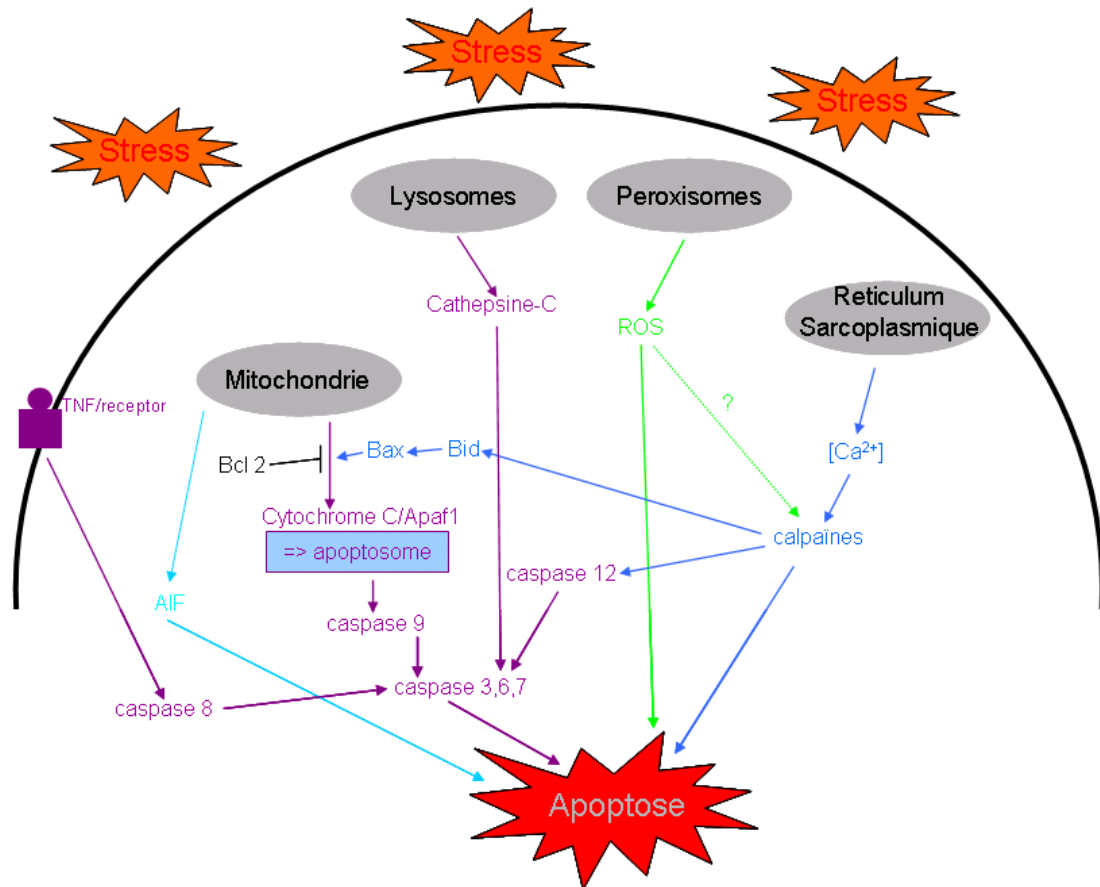 Stress
Stress
Stress
Lysosomes
Peroxisomes
Cathepsine-C
ROS
Reticulum
Sarcoplasmique
Mitochondrie
TNF/receptor
?
Bcl 2
Bax
Bid
[Ca²⁺]
Cytochrome C/Apaf1
=> apoptosome
calpaïnes
caspase 12
AIF
caspase 9
caspase 3,6,7
caspase 8
Apoptose